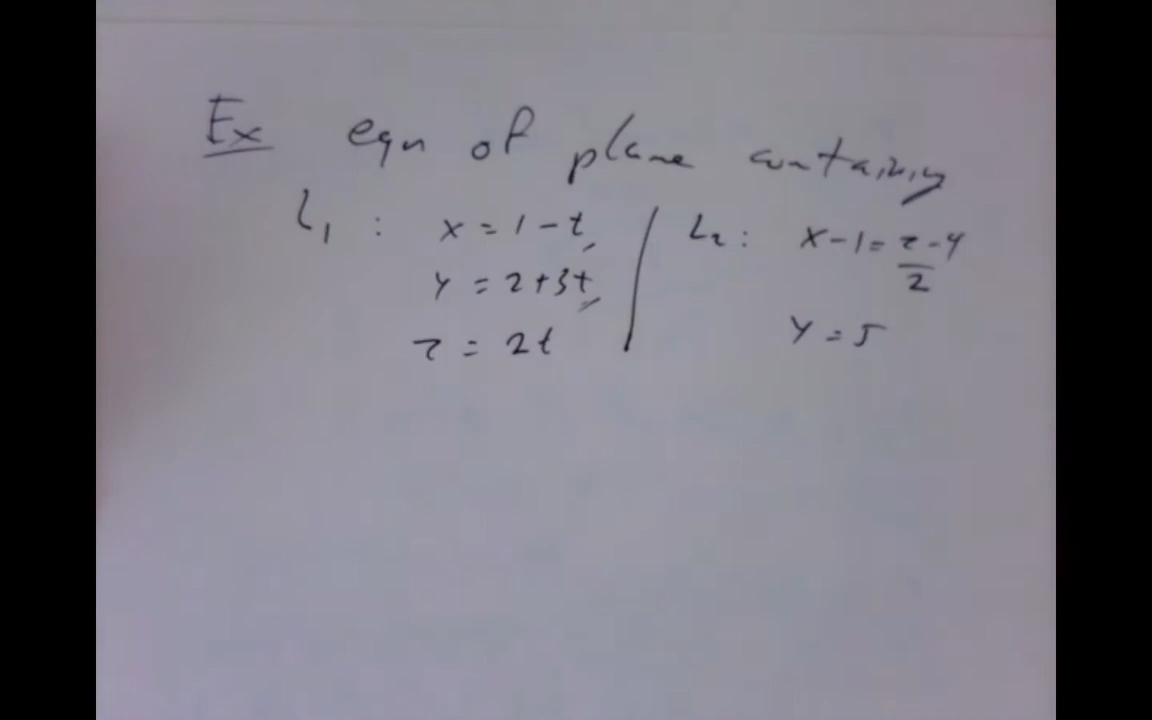 Ex eqn of plane containing
L₁ : x = 1 - t, | L₂ : x - 1 = z - 4 / 2
y = 2 + 3t, y = 5
z = 2t